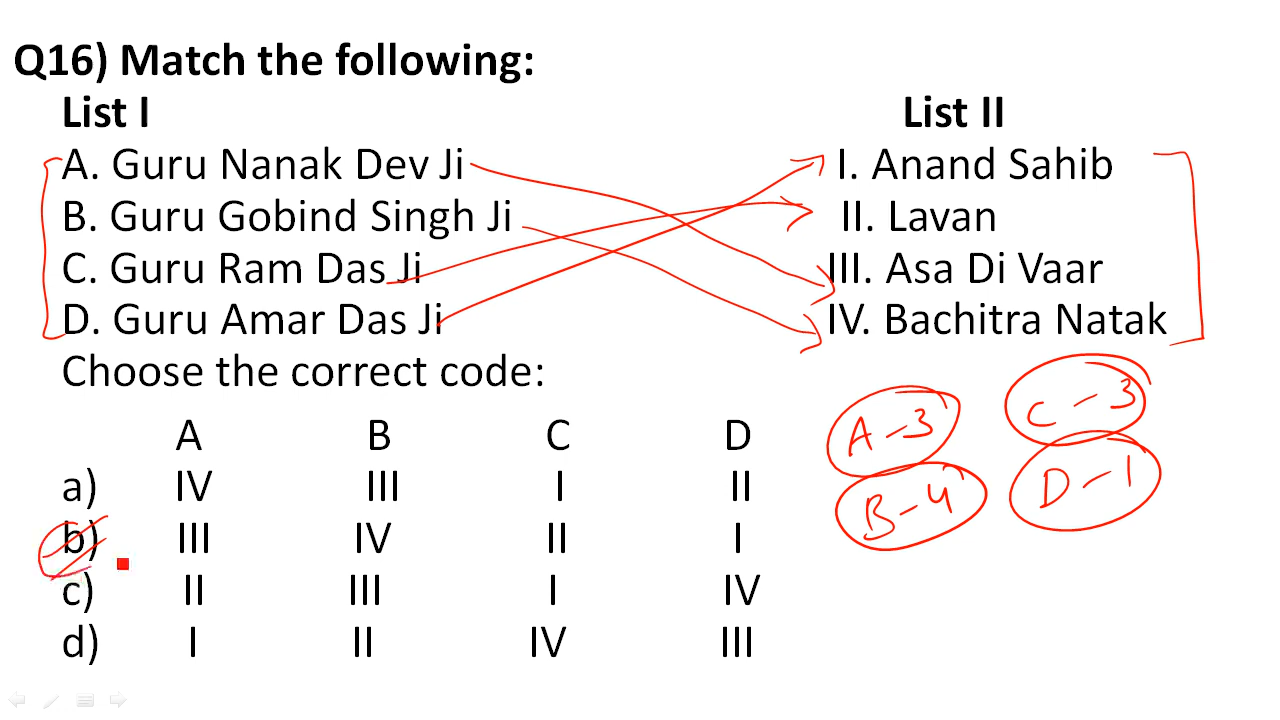 Q16) Match the following:
List I List II
A. Guru Nanak Dev Ji I. Anand Sahib
B. Guru Gobind Singh Ji II. Lavan
C. Guru Ram Das Ji III. Asa Di Vaar
D. Guru Amar Das Ji IV. Bachitra Natak
Choose the correct code:
A B C D
a) IV III I II
b) III IV II I
c) II III I IV
d) I II IV III
A-3 C-3
B-4 D-1